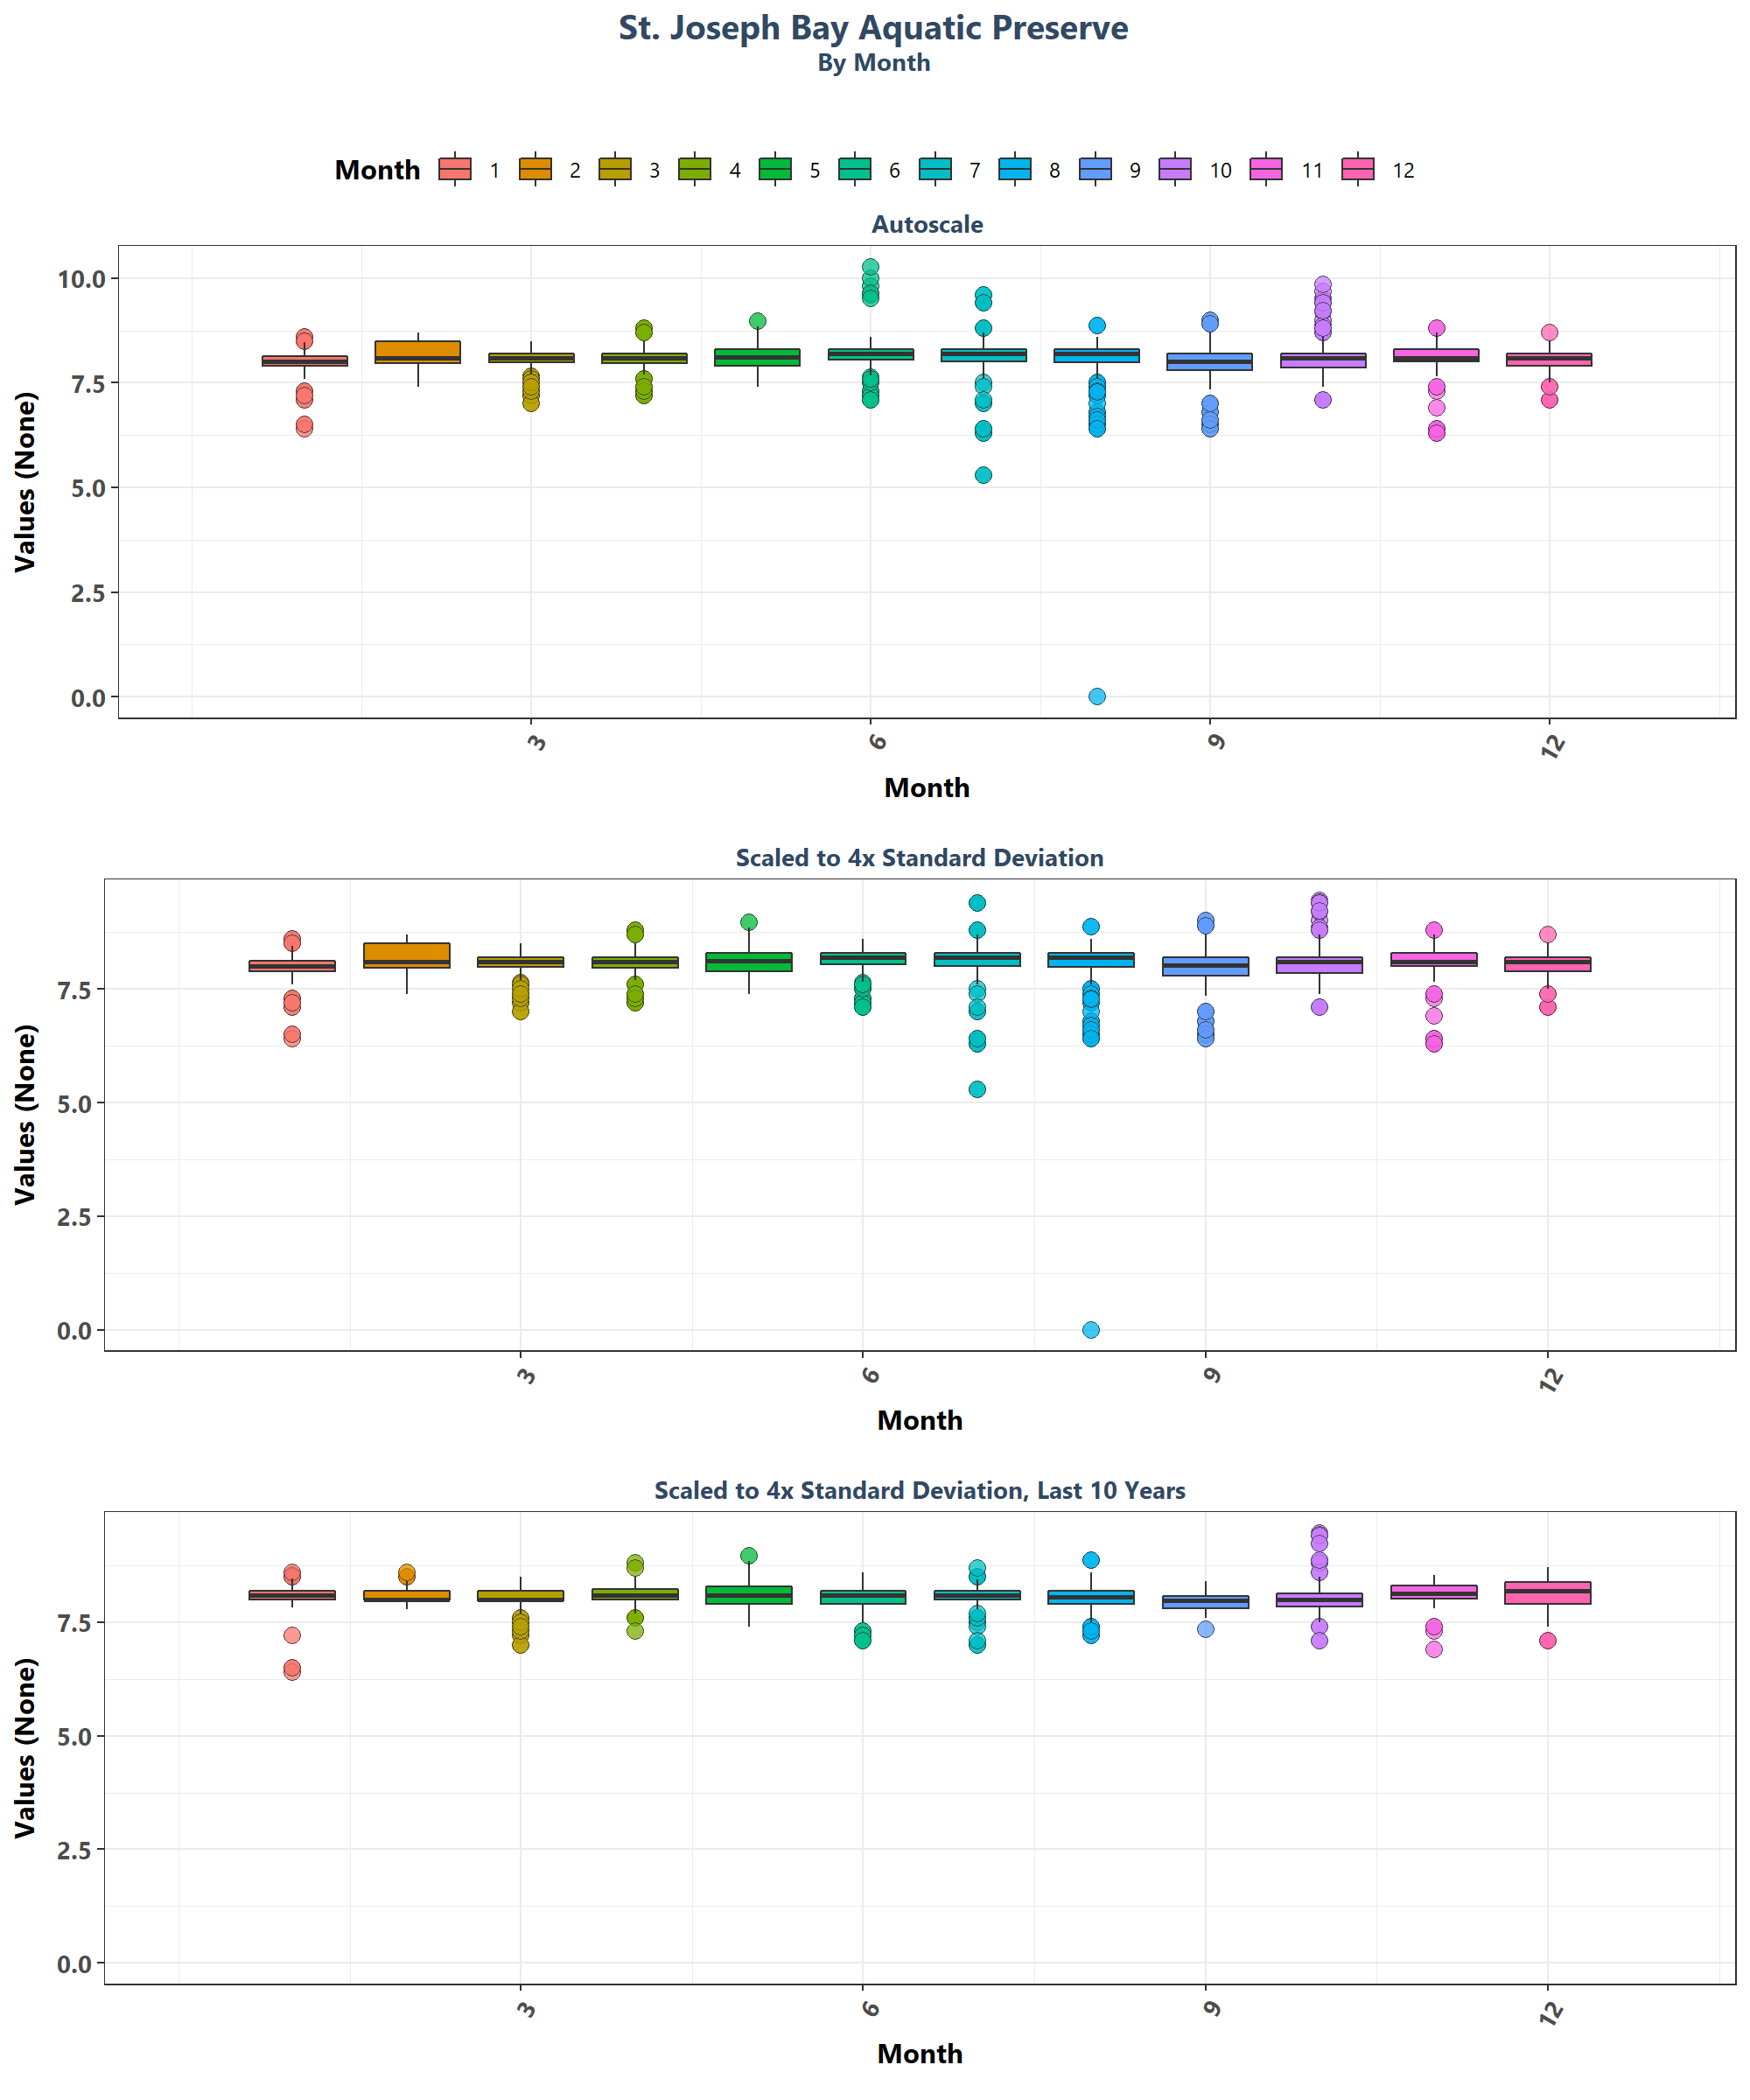 St. Joseph Bay Aquatic Preserve
By Month
Month 1 2 3 4 5 6 7 8 9 10 11 12
Autoscale
Values (None)
10.0
7.5
5.0
2.5
0.0
3 6 9 12
Month
Scaled to 4x Standard Deviation
Values (None)
7.5
5.0
2.5
0.0
3 6 9 12
Month
Scaled to 4x Standard Deviation, Last 10 Years
Values (None)
7.5
5.0
2.5
0.0
3 6 9 12
Month